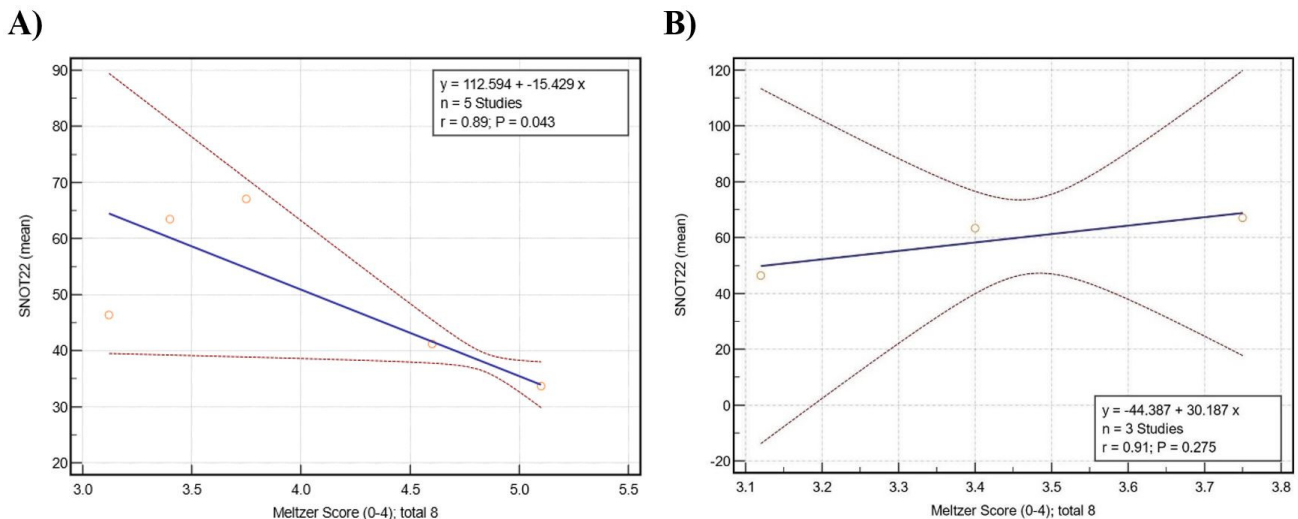 A)
B)
y = 112.594 + -15.429 x
n = 5 Studies
r = 0.89; P = 0.043
90
80
70
60
50
40
30
20
SNOT22 (mean)
3.0 3.5 4.0 4.5 5.0 5.5
Meltzer Score (0-4); total 8
120
100
80
60
40
20
0
-20
SNOT22 (mean)
y = -44.387 + 30.187 x
n = 3 Studies
r = 0.91; P = 0.275
3.1 3.2 3.3 3.4 3.5 3.6 3.7 3.8
Meltzer Score (0-4); total 8